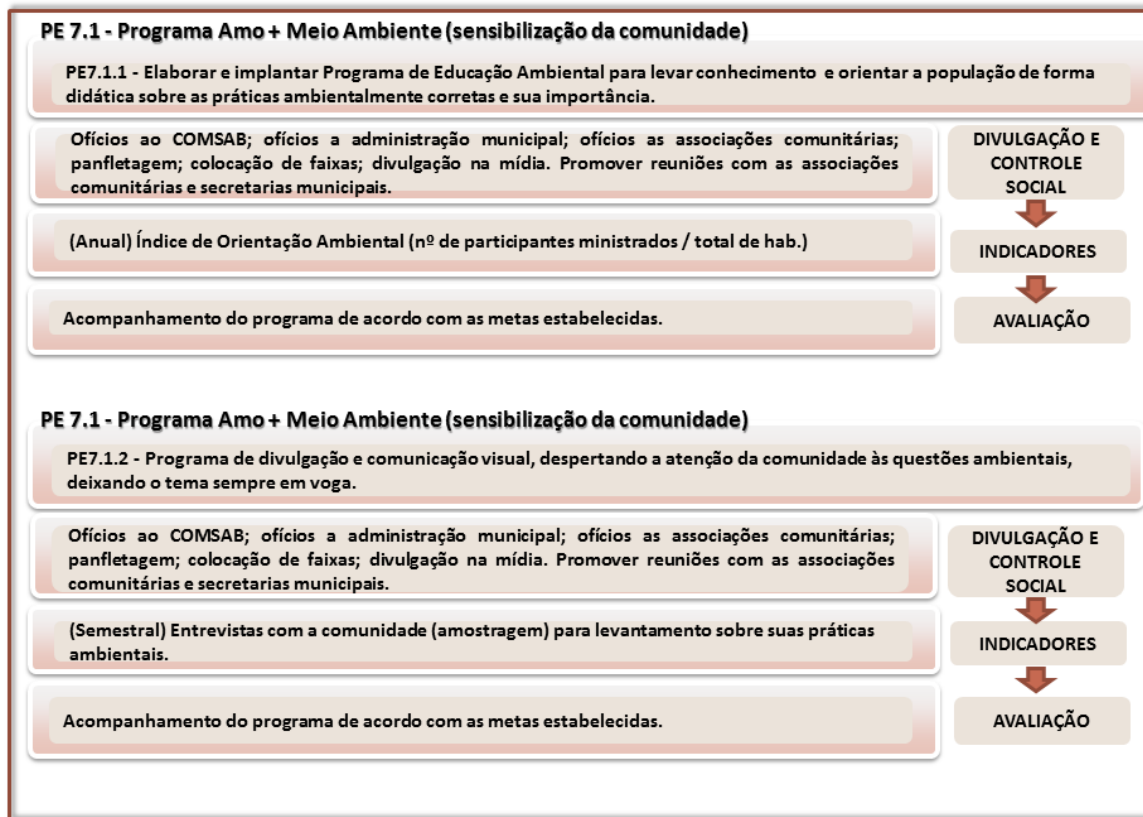 PE 7.1 - Programa Amo + Meio Ambiente (sensibilização da comunidade)
PE7.1.1 - Elaborar e implantar Programa de Educação Ambiental para levar conhecimento e orientar a população de forma
didática sobre as práticas ambientalmente corretas e sua importância.
Ofícios ao COMSAB; ofícios a administração municipal; ofícios as associações comunitárias;
panfletagem; colocação de faixas; divulgação na mídia. Promover reuniões com as associações
comunitárias e secretarias municipais.
DIVULGAÇÃO E
CONTROLE
SOCIAL
(Anual) Índice de Orientação Ambiental (nº de participantes ministrados / total de hab.)
INDICADORES
Acompanhamento do programa de acordo com as metas estabelecidas.
AVALIAÇÃO
PE 7.1 - Programa Amo + Meio Ambiente (sensibilização da comunidade)
PE7.1.2 - Programa de divulgação e comunicação visual, despertando a atenção da comunidade às questões ambientais,
deixando o tema sempre em voga.
Ofícios ao COMSAB; ofícios a administração municipal; ofícios as associações comunitárias;
panfletagem; colocação de faixas; divulgação na mídia. Promover reuniões com as associações
comunitárias e secretarias municipais.
DIVULGAÇÃO E
CONTROLE
SOCIAL
(Semestral) Entrevistas com a comunidade (amostragem) para levantamento sobre suas práticas
ambientais.
INDICADORES
Acompanhamento do programa de acordo com as metas estabelecidas.
AVALIAÇÃO